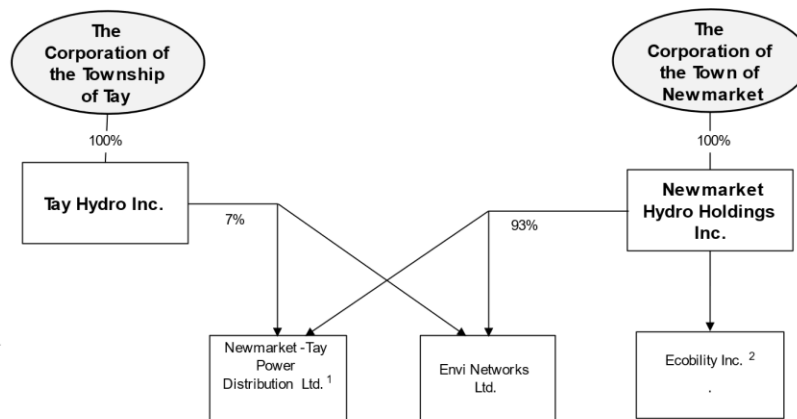 The
Corporation of
the Township
of Tay
The
Corporation of
the Town of
Newmarket
100%
100%
Tay Hydro Inc.
Newmarket
Hydro Holdings
Inc.
7%
93%
Newmarket -Tay
Power
Distribution Ltd. 1
Envi Networks
Ltd.
Ecobility Inc. 2
.